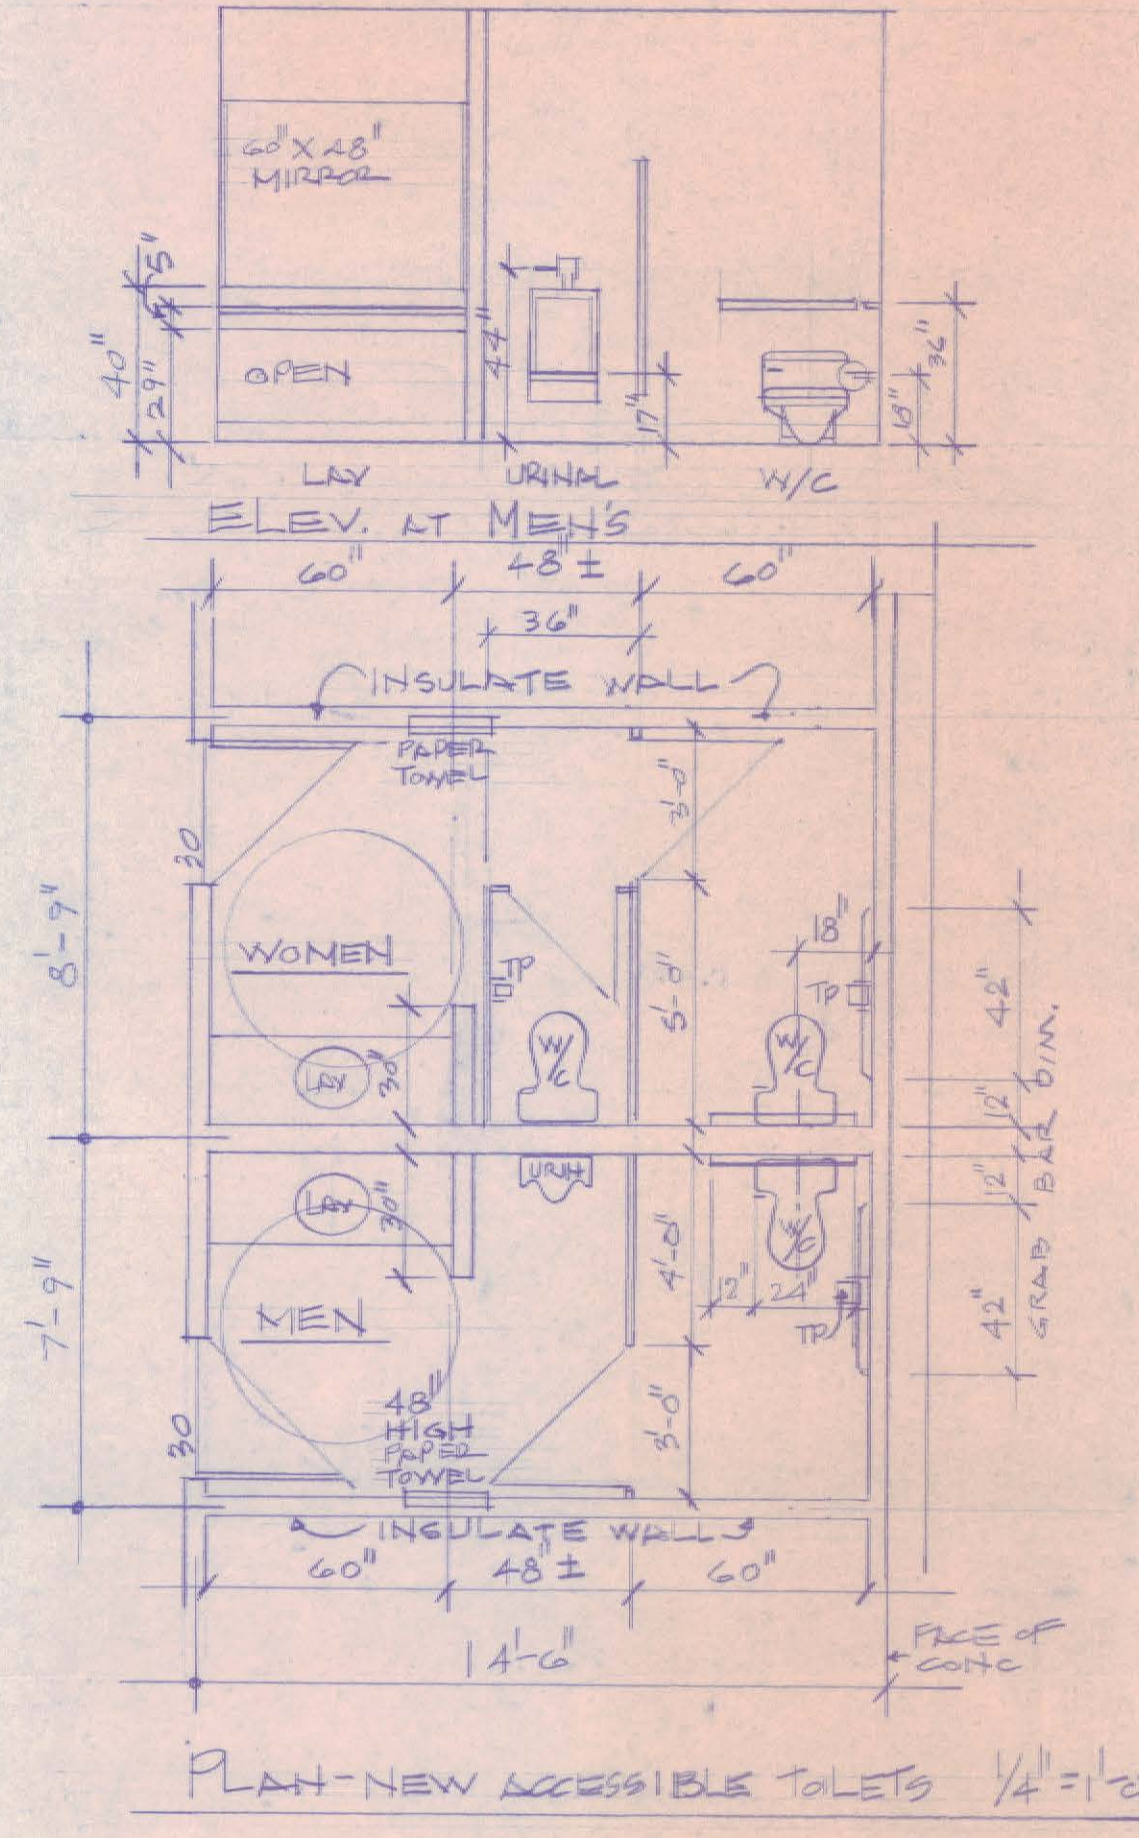 60" X 48"
MIRROR
5"
40"
29"
OPEN
44"
17"
18"
36"
LAV
URINAL
W/C
ELEV. AT MEN'S
60"
48" ±
60"
36"
INSULATE WALL
PAPER
TOWEL
3'-0"
30
8'-9"
WOMEN
TP
18"
TP
5'-0"
42"
W/C
W/C
30"
12"
GRAB BAR DIM.
URIN
30"
12"
W/C
4'-0"
12"
24"
TP
42"
7'-9"
MEN
48"
HIGH
PAPER
TOWEL
3'-0"
30
INSULATE WALL
60"
48" ±
60"
14'-6"
FACE OF
CONC
PLAN-NEW ACCESSIBLE TOILETS 1/4"=1'-0